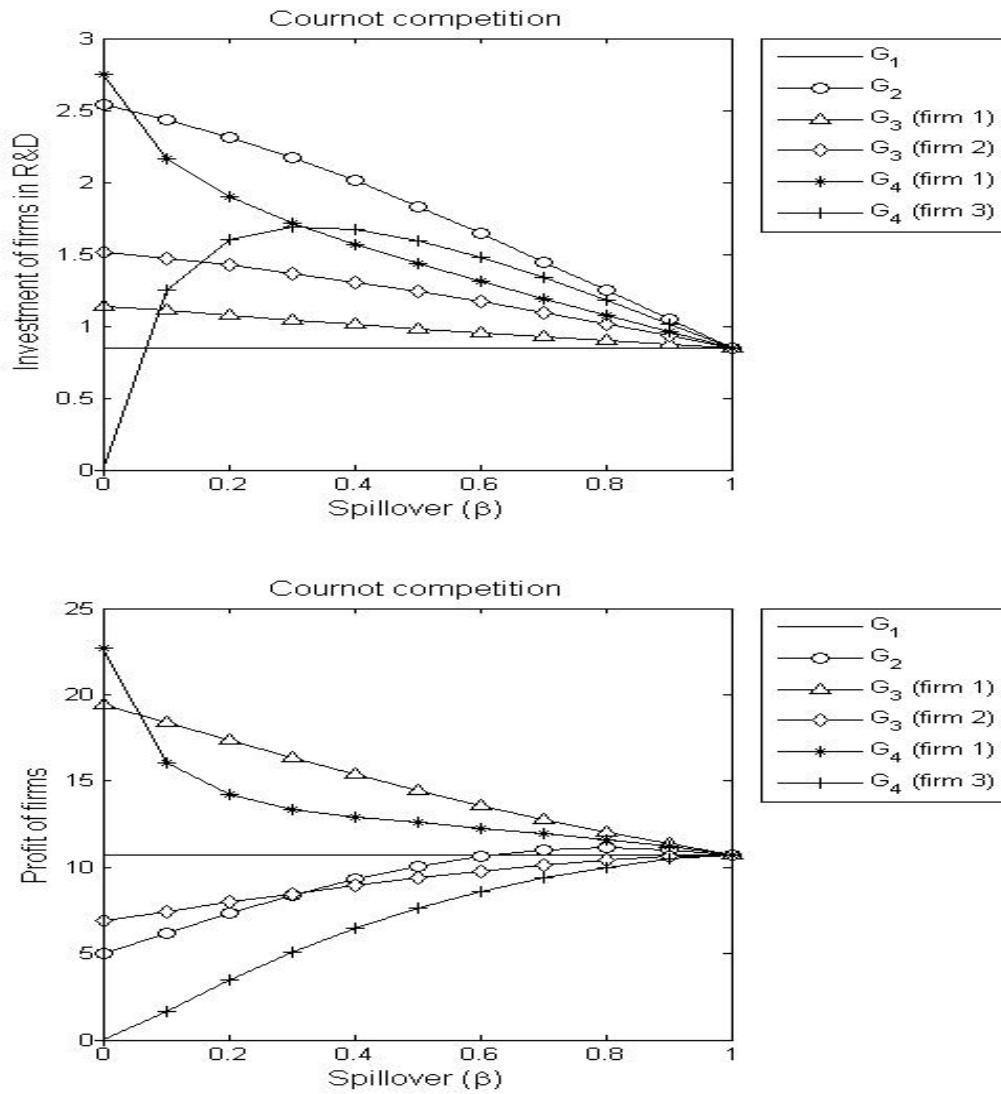 Cournot competition
Investment of firms in R&D
3
2.5
2
1.5
1
0.5
0
0 0.2 0.4 0.6 0.8 1
Spillover (β)
G1
G2
G3 (firm 1)
G3 (firm 2)
G4 (firm 1)
G4 (firm 3)
Cournot competition
Profit of firms
25
20
15
10
5
0
0 0.2 0.4 0.6 0.8 1
Spillover (β)
G1
G2
G3 (firm 1)
G3 (firm 2)
G4 (firm 1)
G4 (firm 3)